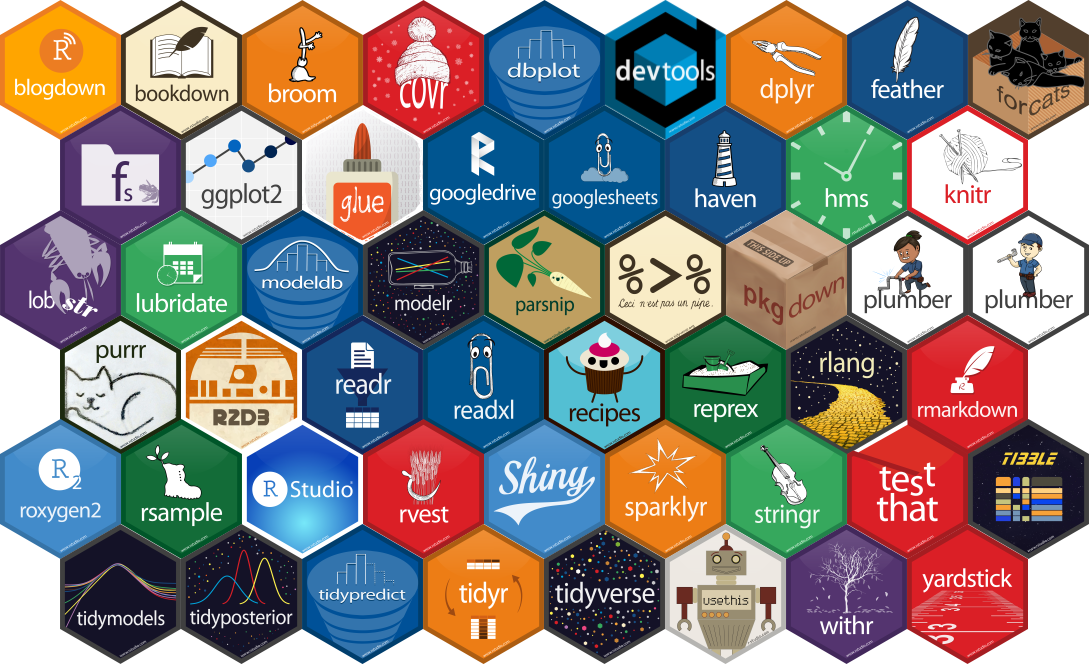 blogdown
bookdown
broom
covr
dbplot
devtools
dplyr
feather
forcats
fs
ggplot2
glue
googledrive
googlesheets
haven
hms
knitr
lobstr
lubridate
modeldb
modelr
parsnip
%>%
Ceci n'est pas un pipe.
THIS SIDE UP
pkgdown
plumber
plumber
purrr
R2D3
readr
readxl
recipes
reprex
rlang
R
rmarkdown
R2
roxygen2
rsample
R Studio
rvest
Shiny
sparklyr
stringr
test
that
TIBBLE
tidymodels
tidyposterior
tidypredict
tidyr
tidyverse
usethis
withr
yardstick